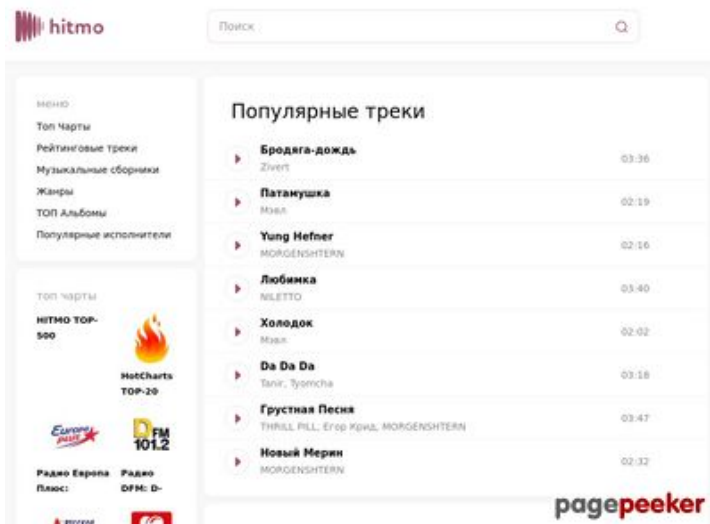 hitmo
Поиск
меню
Топ Чарты
Рейтинговые треки
Музыкальные сборники
Жанры
ТОП Альбомы
Популярные исполнители
топ чарты
HITMO TOP-
500
HotCharts
TOP-20
Европа
плюс
DFM
101.2
Радио Европа
Плюс:
Радио
DFM: D-
Популярные треки
Бродяга-дождь
Zivert
03:36
Патамушка
Мэвл
02:19
Yung Hefner
MORGENSHTERN
02:16
Любимка
NILETTO
03:40
Холодок
Мэвл
02:02
Da Da Da
Tanir, Tyomcha
03:18
Грустная Песня
THRILL PILL, Егор Крид, MORGENSHTERN
03:47
Новый Мерин
MORGENSHTERN
02:32
pagepeeker